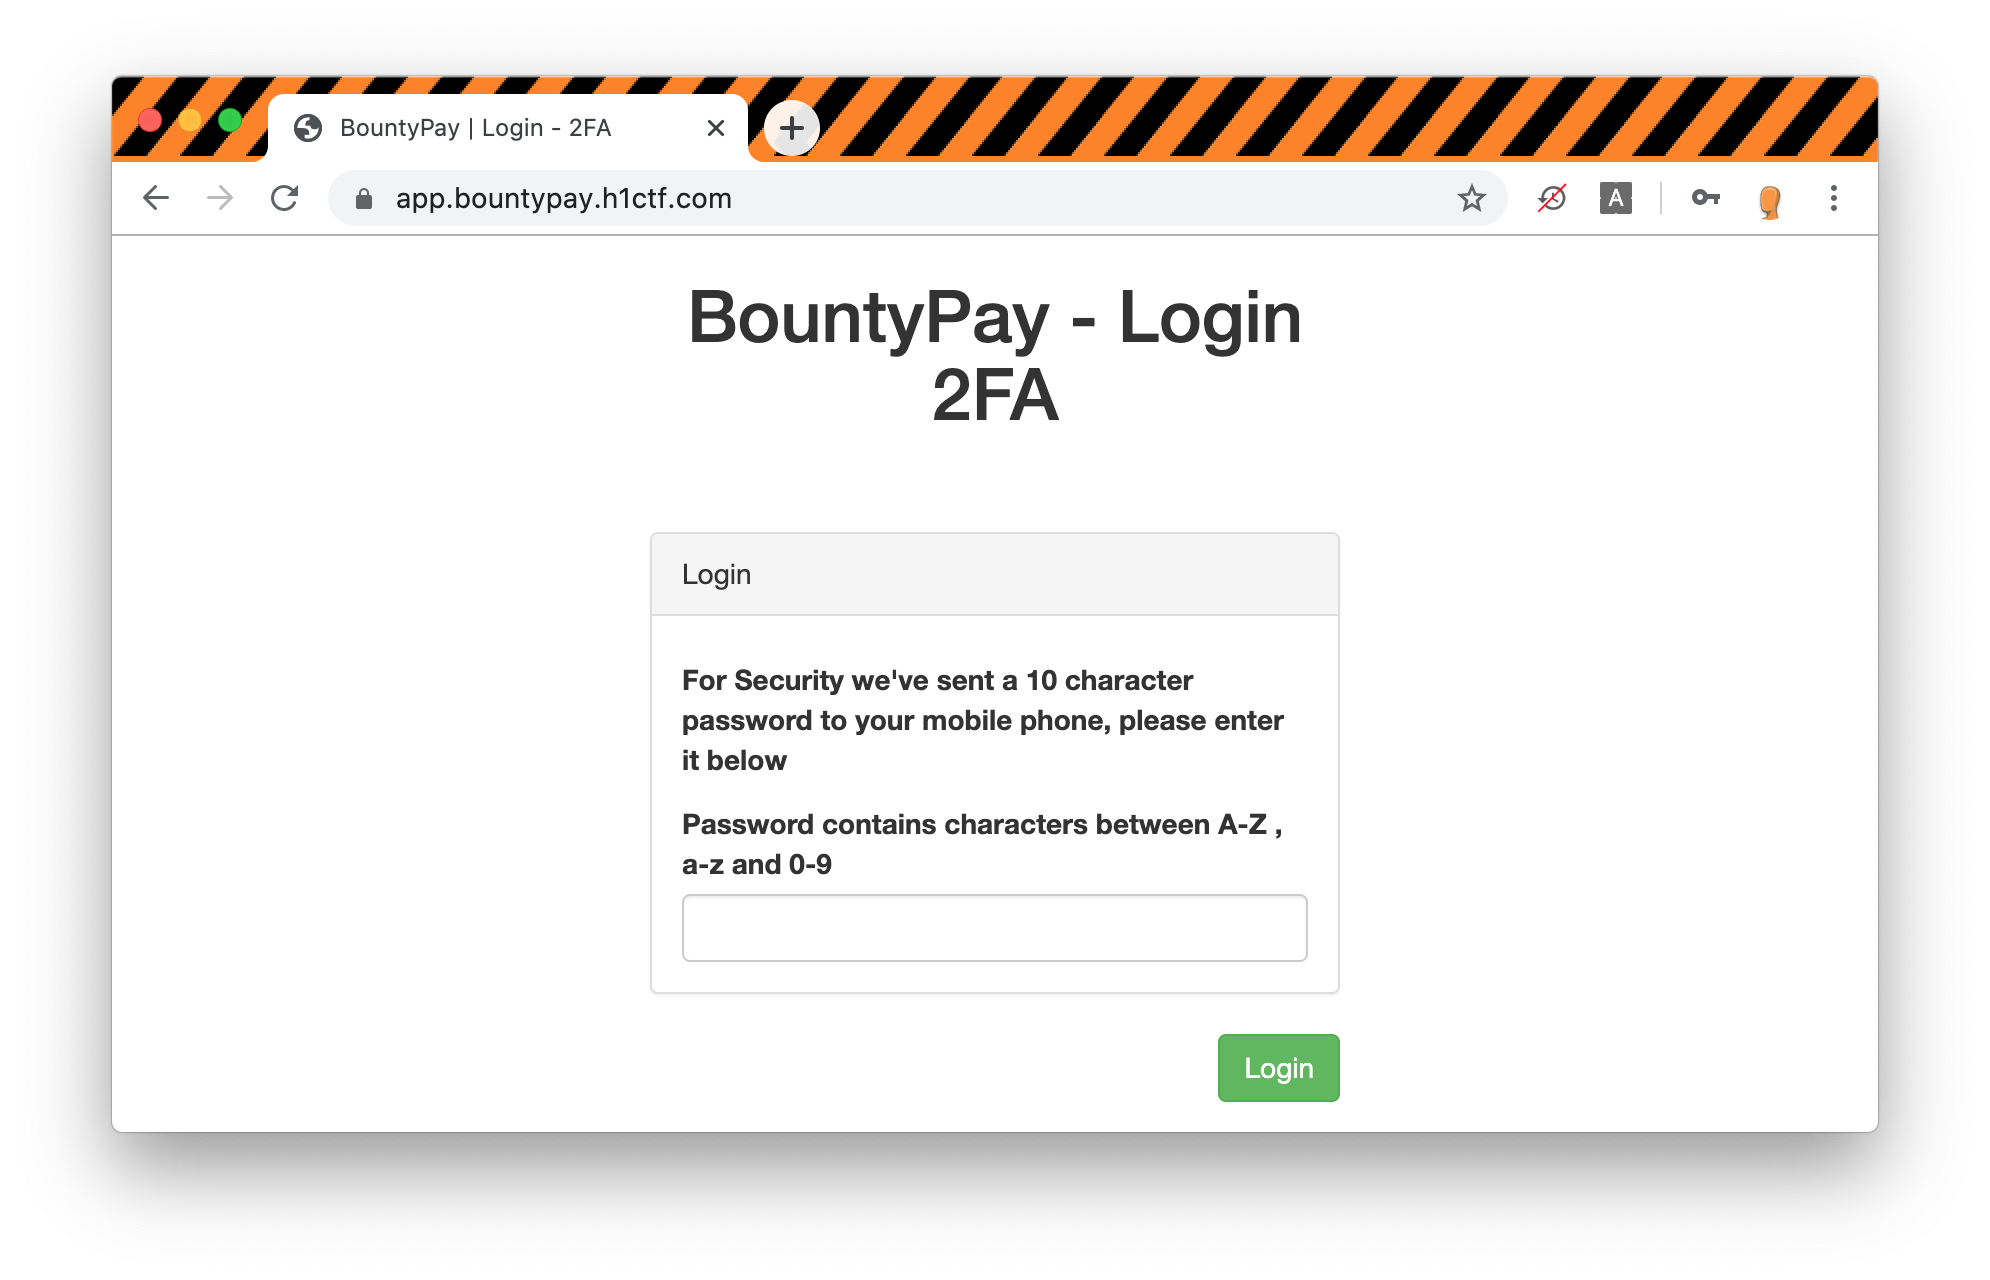 BountyPay | Login - 2FA
app.bountypay.h1ctf.com
A
BountyPay - Login
2FA
Login
For Security we've sent a 10 character
password to your mobile phone, please enter
it below
Password contains characters between A-Z ,
a-z and 0-9
Login